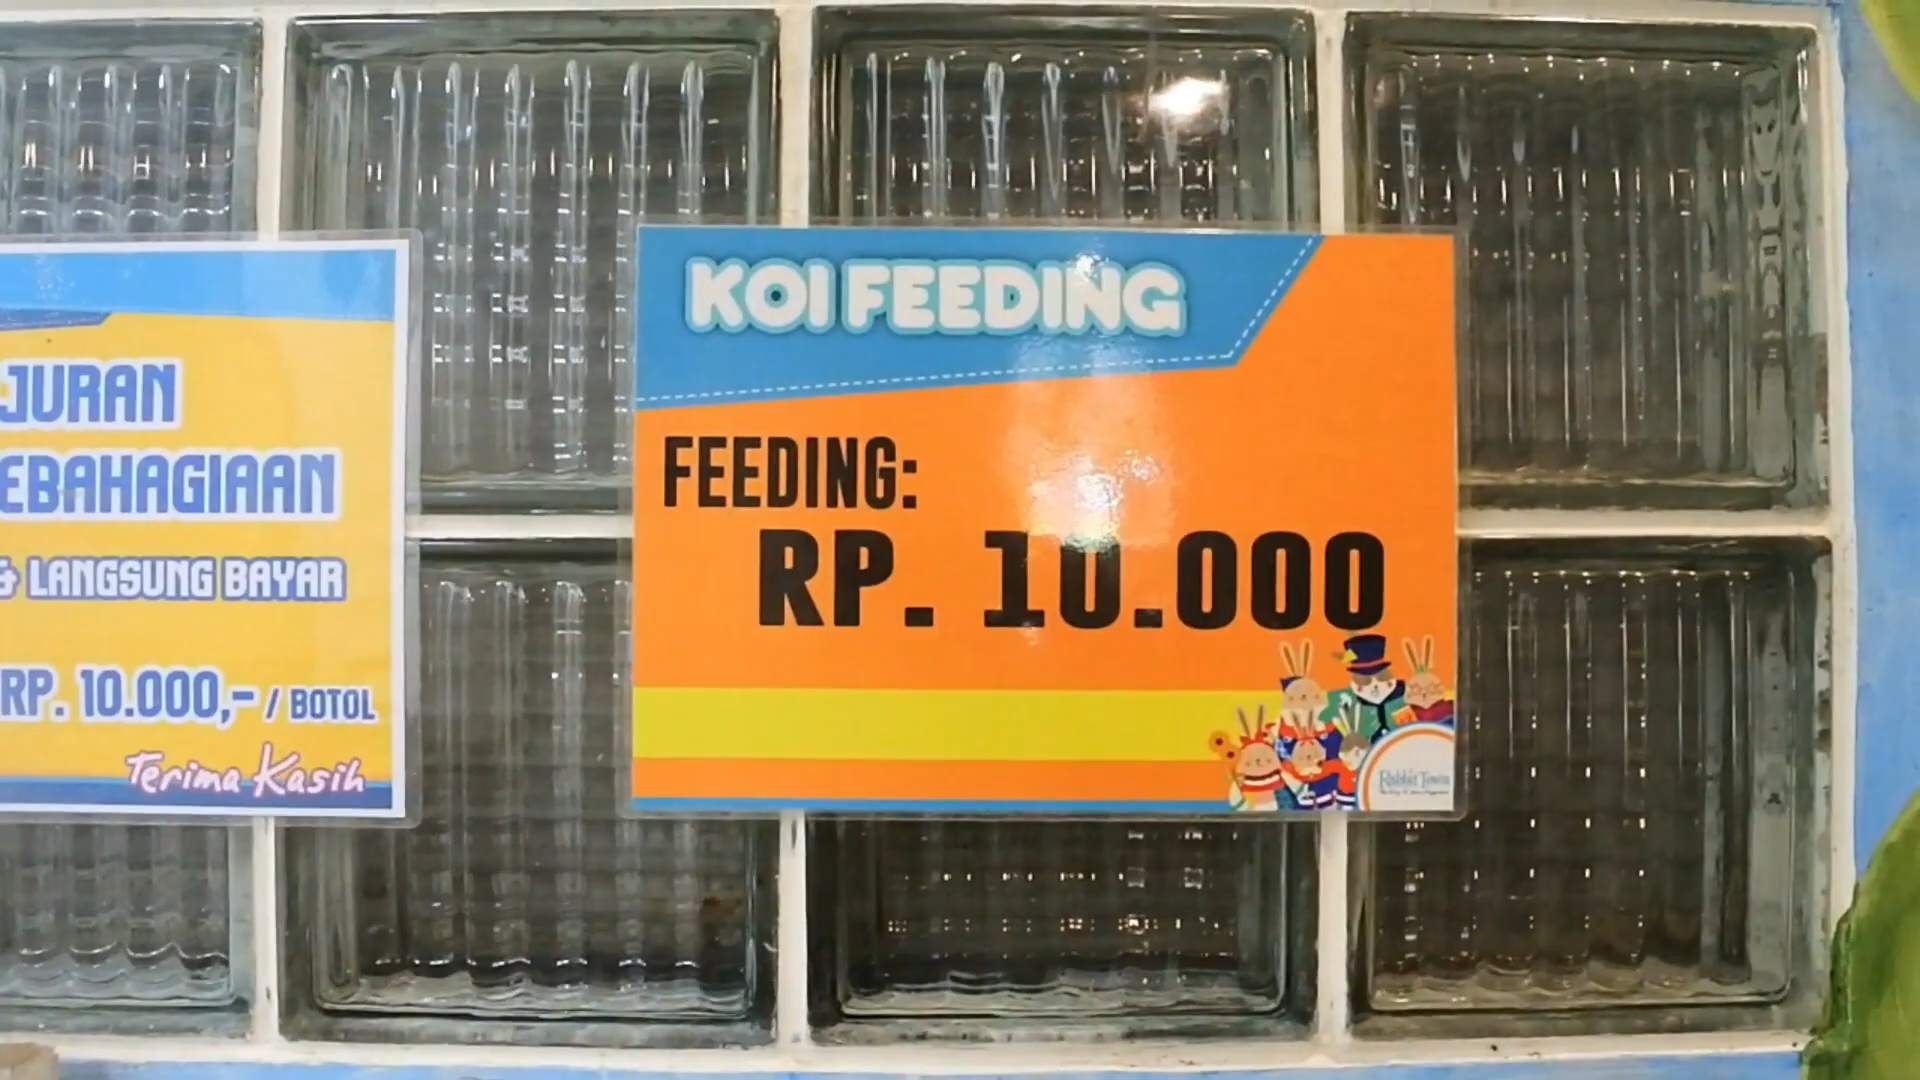 JURAN
EBAHAGIAAN
& LANGSUNG BAYAR
RP. 10.000,- / BOTOL
Terima Kasih
KOI FEEDING
FEEDING:
RP. 10.000
Rabbit Town